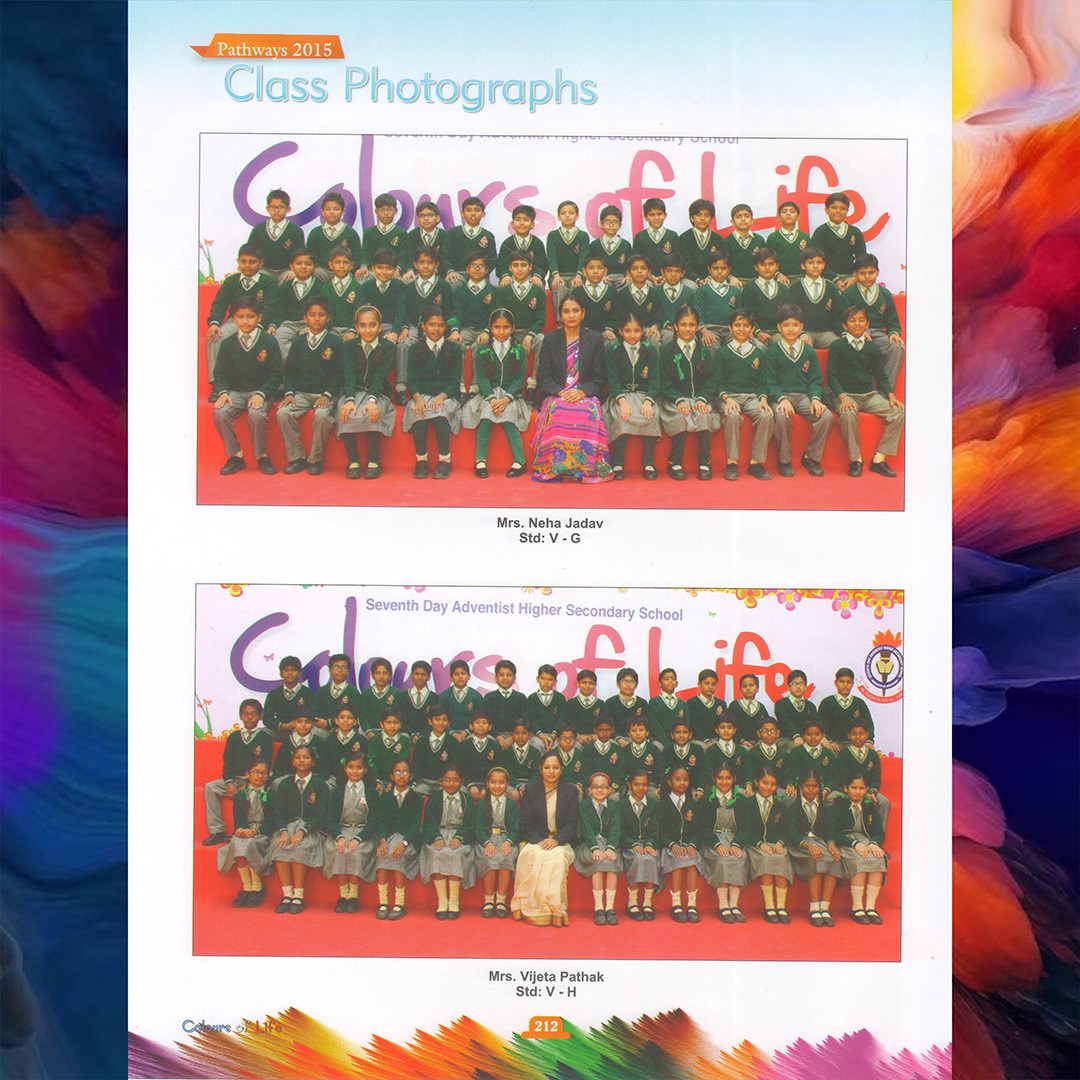 Pathways 2015
Class Photographs
Seventh Day Adventist Higher Secondary School
Colours of Life
Mrs. Neha Jadav
Std: V - G
Seventh Day Adventist Higher Secondary School
Colours of Life
Mrs. Vijeta Pathak
Std: V - H
Colours of Life
212